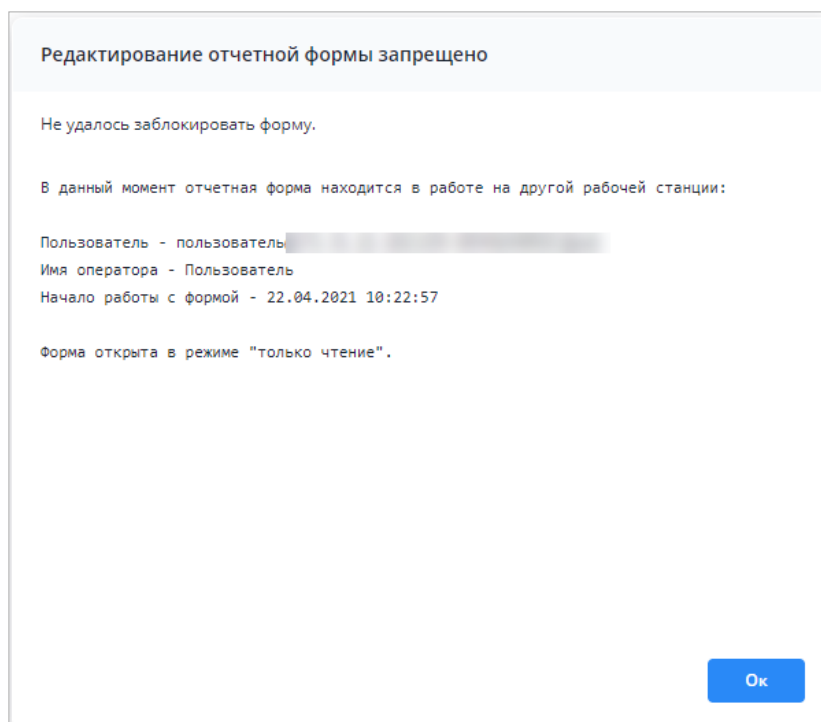 Редактирование отчетной формы запрещено
Не удалось заблокировать форму.
В данный момент отчетная форма находится в работе на другой рабочей станции:
Пользователь - пользователь
Имя оператора - Пользователь
Начало работы с формой - 22.04.2021 10:22:57
Форма открыта в режиме "только чтение".
Ок